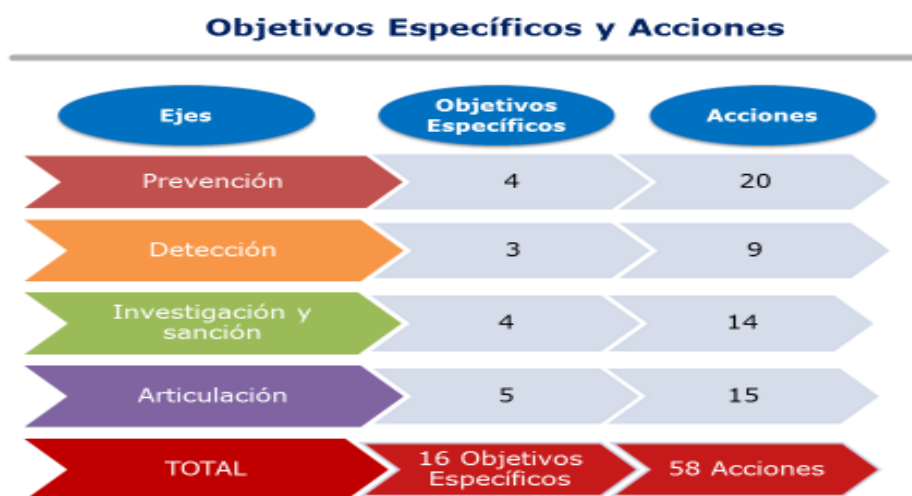 Objetivos Específicos y Acciones
Ejes
Objetivos
Específicos
Acciones
Prevención
4
20
Detección
3
9
Investigación y
sanción
4
14
Articulación
5
15
TOTAL
16 Objetivos
Específicos
58 Acciones